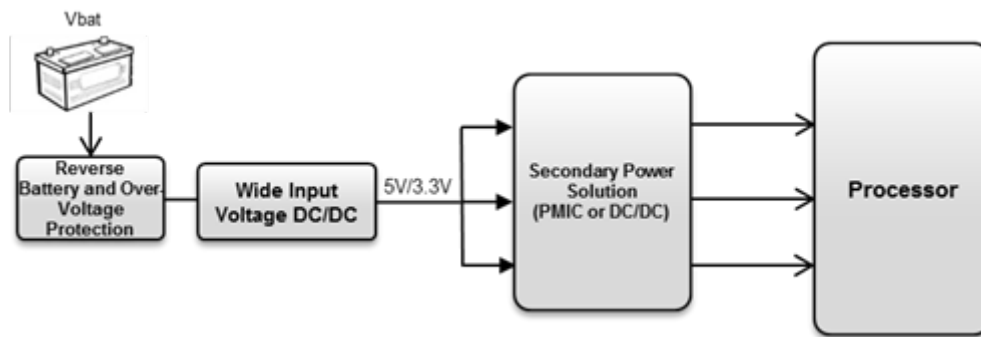 Vbat
Reverse
Battery and Over-
Voltage
Protection
Wide Input
Voltage DC/DC
5V/3.3V
Secondary Power
Solution
(PMIC or DC/DC)
Processor